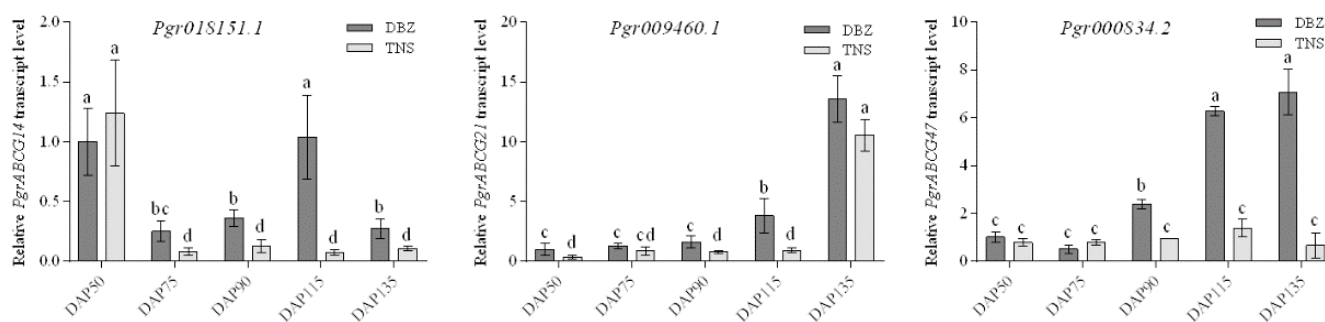 Relative PgrABCG14 transcript level
2.0
1.5
1.0
0.5
0.0
Pgr018151.1
DBZ
TNS
a
a
bc
d
b
d
a
d
b
d
DAP50
DAP75
DAP90
DAP115
DAP135
Relative PgrABCG21 transcript level
20
15
10
5
0
Pgr009460.1
DBZ
TNS
c
d
c
cd
c
d
b
d
a
a
DAP50
DAP75
DAP90
DAP115
DAP135
Relative PgrABCG47 transcript level
10
8
6
4
2
0
Pgr000834.2
DBZ
TNS
c
c
c
c
b
c
a
c
a
c
DAP50
DAP75
DAP90
DAP115
DAP135